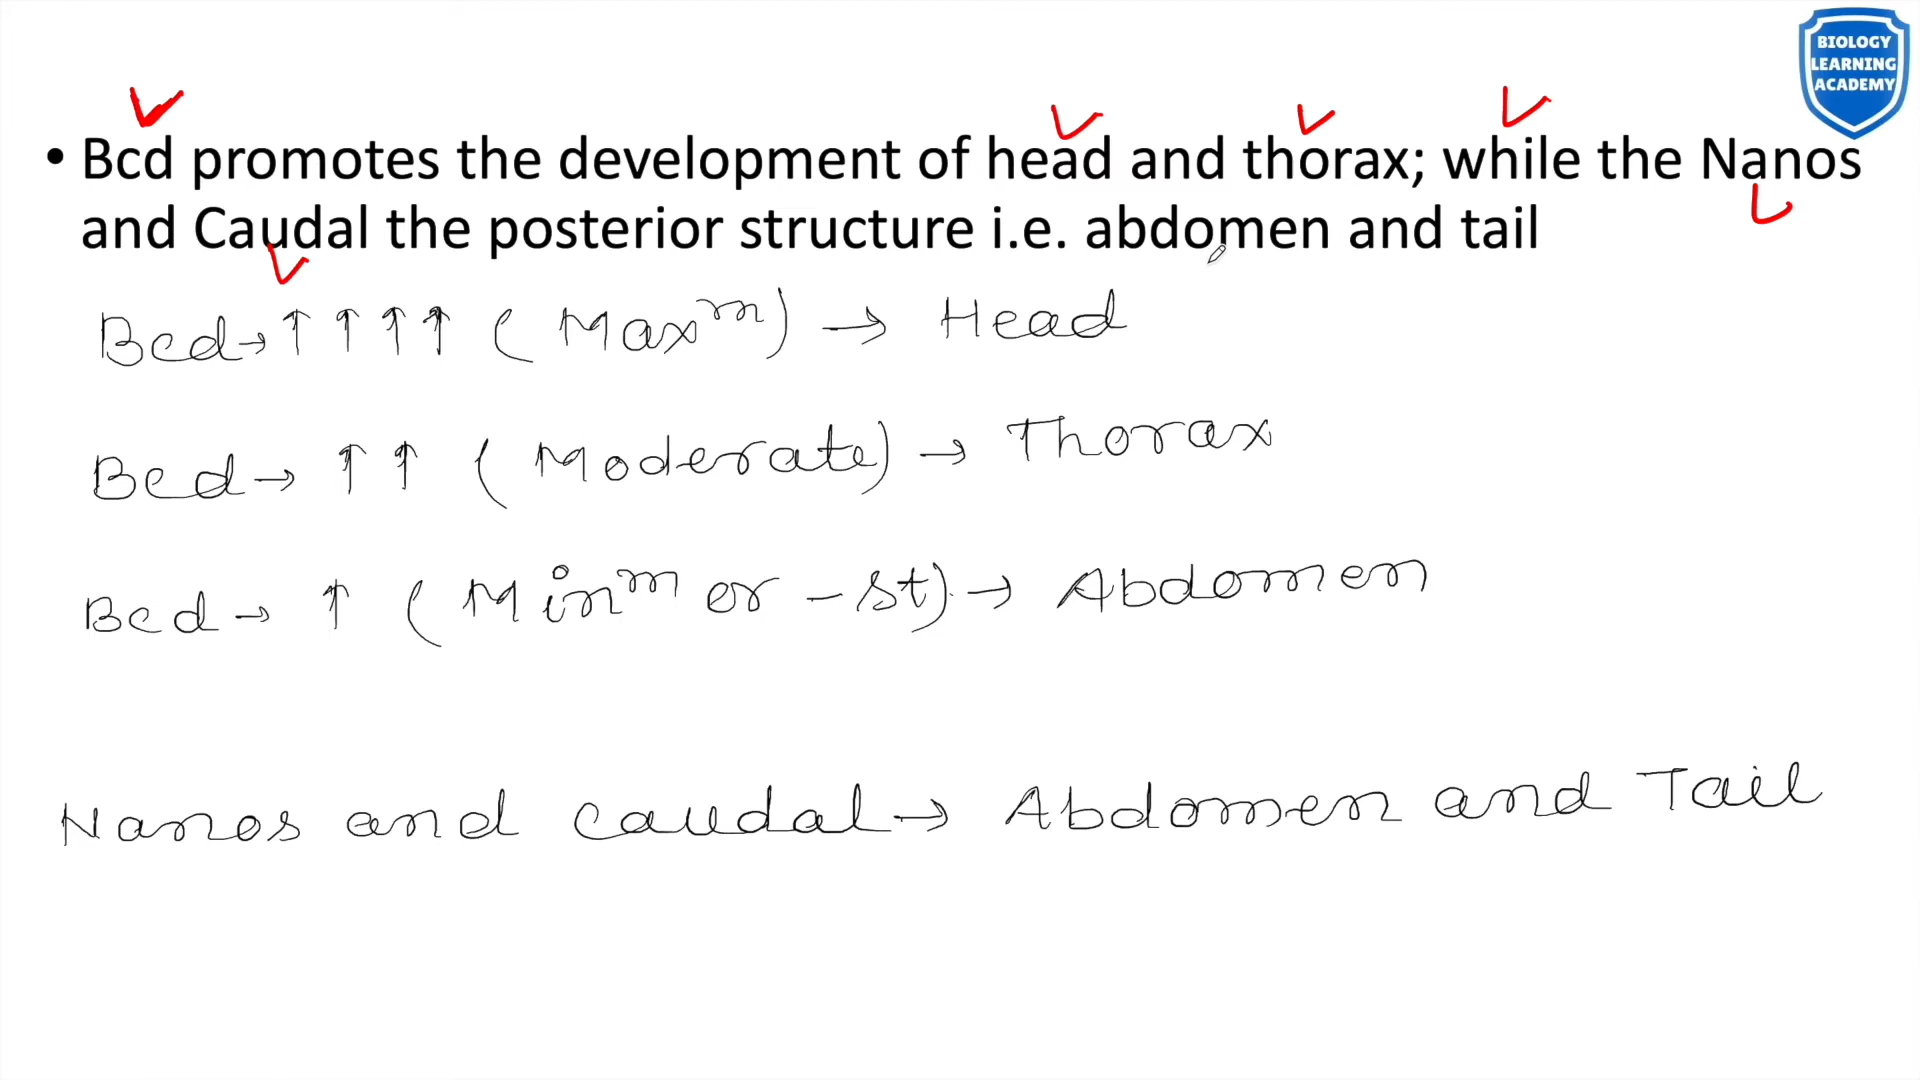 BIOLOGY
LEARNING
ACADEMY
• Bcd promotes the development of head and thorax; while the Nanos
and Caudal the posterior structure i.e. abdomen and tail
Bcd → ↑ ↑ ↑ ↑ ( Maxᵐ ) → Head
Bcd → ↑ ↑ ( Moderate) → Thorax
Bcd → ↑ ( Minᵐ or - st) → Abdomen
Nanos and caudal → Abdomen and Tail